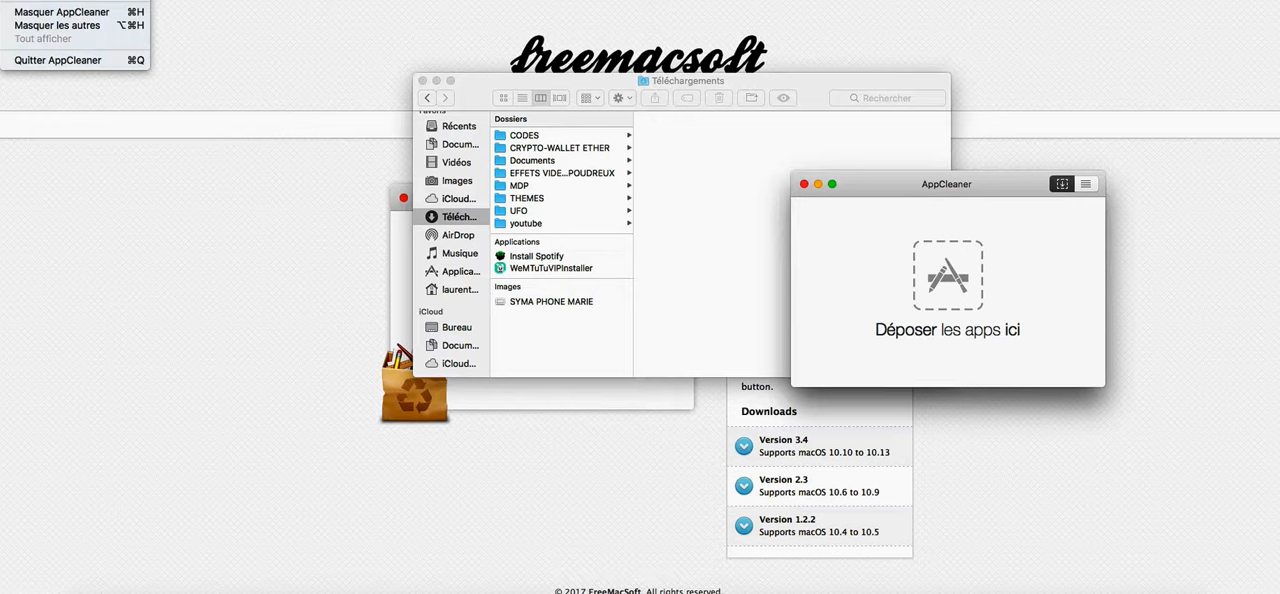 Masquer AppCleaner ⌘H
Masquer les autres ⌥⌘H
Tout afficher
Quitter AppCleaner ⌘Q
freemacsoft
Téléchargements
Rechercher
Favoris
Récents
Docum...
Vidéos
Images
iCloud...
Téléch...
AirDrop
Musique
Applica...
laurent...
iCloud
Bureau
Docum...
iCloud...
Dossiers
CODES
CRYPTO-WALLET ETHER
Documents
EFFETS VIDE...POUDREUX
MDP
THEMES
UFO
youtube
Applications
Install Spotify
WeMTuTuVIPInstaller
Images
SYMA PHONE MARIE
AppCleaner
Déposer les apps ici
button.
Downloads
Version 3.4
Supports macOS 10.10 to 10.13
Version 2.3
Supports macOS 10.6 to 10.9
Version 1.2.2
Supports macOS 10.4 to 10.5
© 2017 FreeMacSoft. All rights reserved.